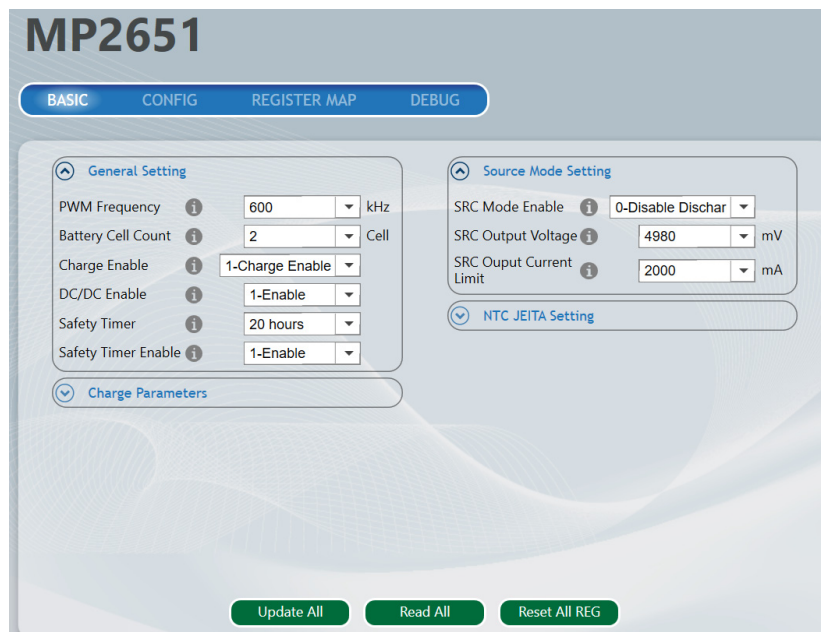 MP2651
BASIC CONFIG REGISTER MAP DEBUG
General Setting
PWM Frequency i 600 kHz
Battery Cell Count i 2 Cell
Charge Enable i 1-Charge Enable
DC/DC Enable i 1-Enable
Safety Timer i 20 hours
Safety Timer Enable i 1-Enable
Charge Parameters
Source Mode Setting
SRC Mode Enable i 0-Disable Dischar
SRC Output Voltage i 4980 mV
SRC Ouput Current
Limit i 2000 mA
NTC JEITA Setting
Update All Read All Reset All REG